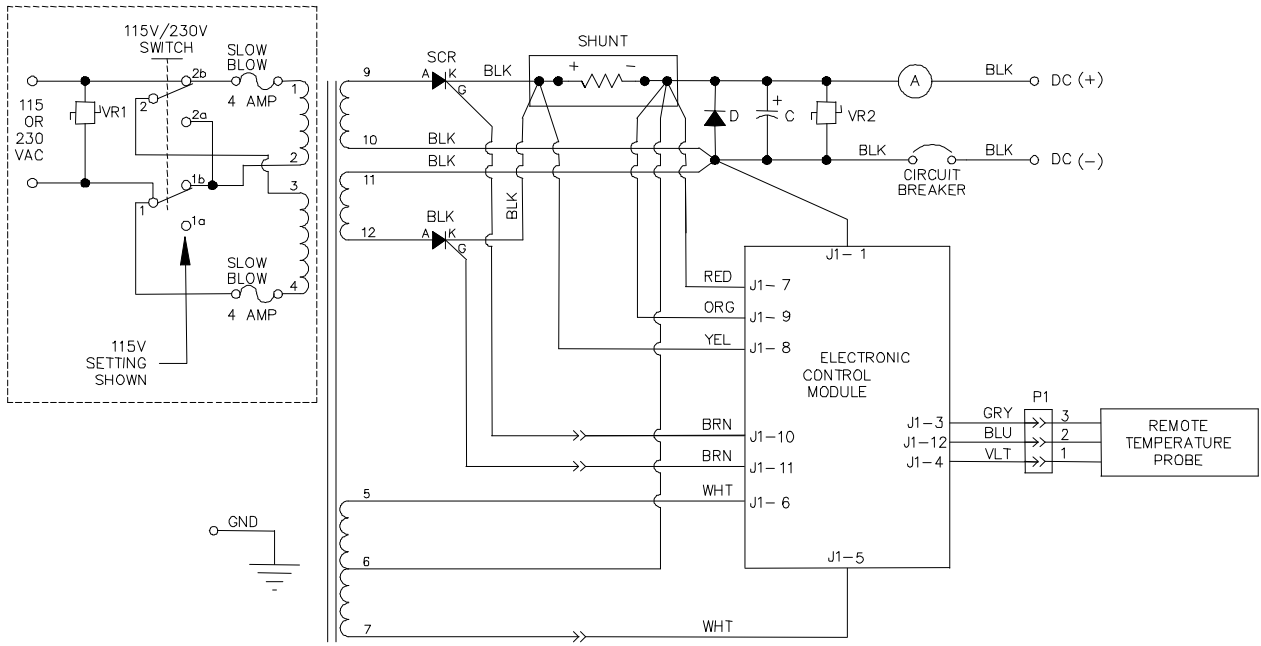 115V/230V
SWITCH
SLOW
BLOW
4 AMP
2b
2
2a
1
2
3
4
115
OR
230
VAC
VR1
1b
1
1a
SLOW
BLOW
4 AMP
115V
SETTING
SHOWN
GND
9
10
11
12
5
6
7
SCR
A
K
G
BLK
SHUNT
+
−
BLK
BLK
BLK
BLK
A
K
G
D
+
C
VR2
A
BLK
DC (+)
BLK
BLK
DC (−)
CIRCUIT
BREAKER
J1-1
RED
J1-7
ORG
J1-9
YEL
J1-8
ELECTRONIC
CONTROL
MODULE
BRN
J1-10
BRN
J1-11
WHT
J1-6
J1-5
WHT
J1-3
GRY
J1-12
BLU
J1-4
VLT
P1
3
2
1
REMOTE
TEMPERATURE
PROBE